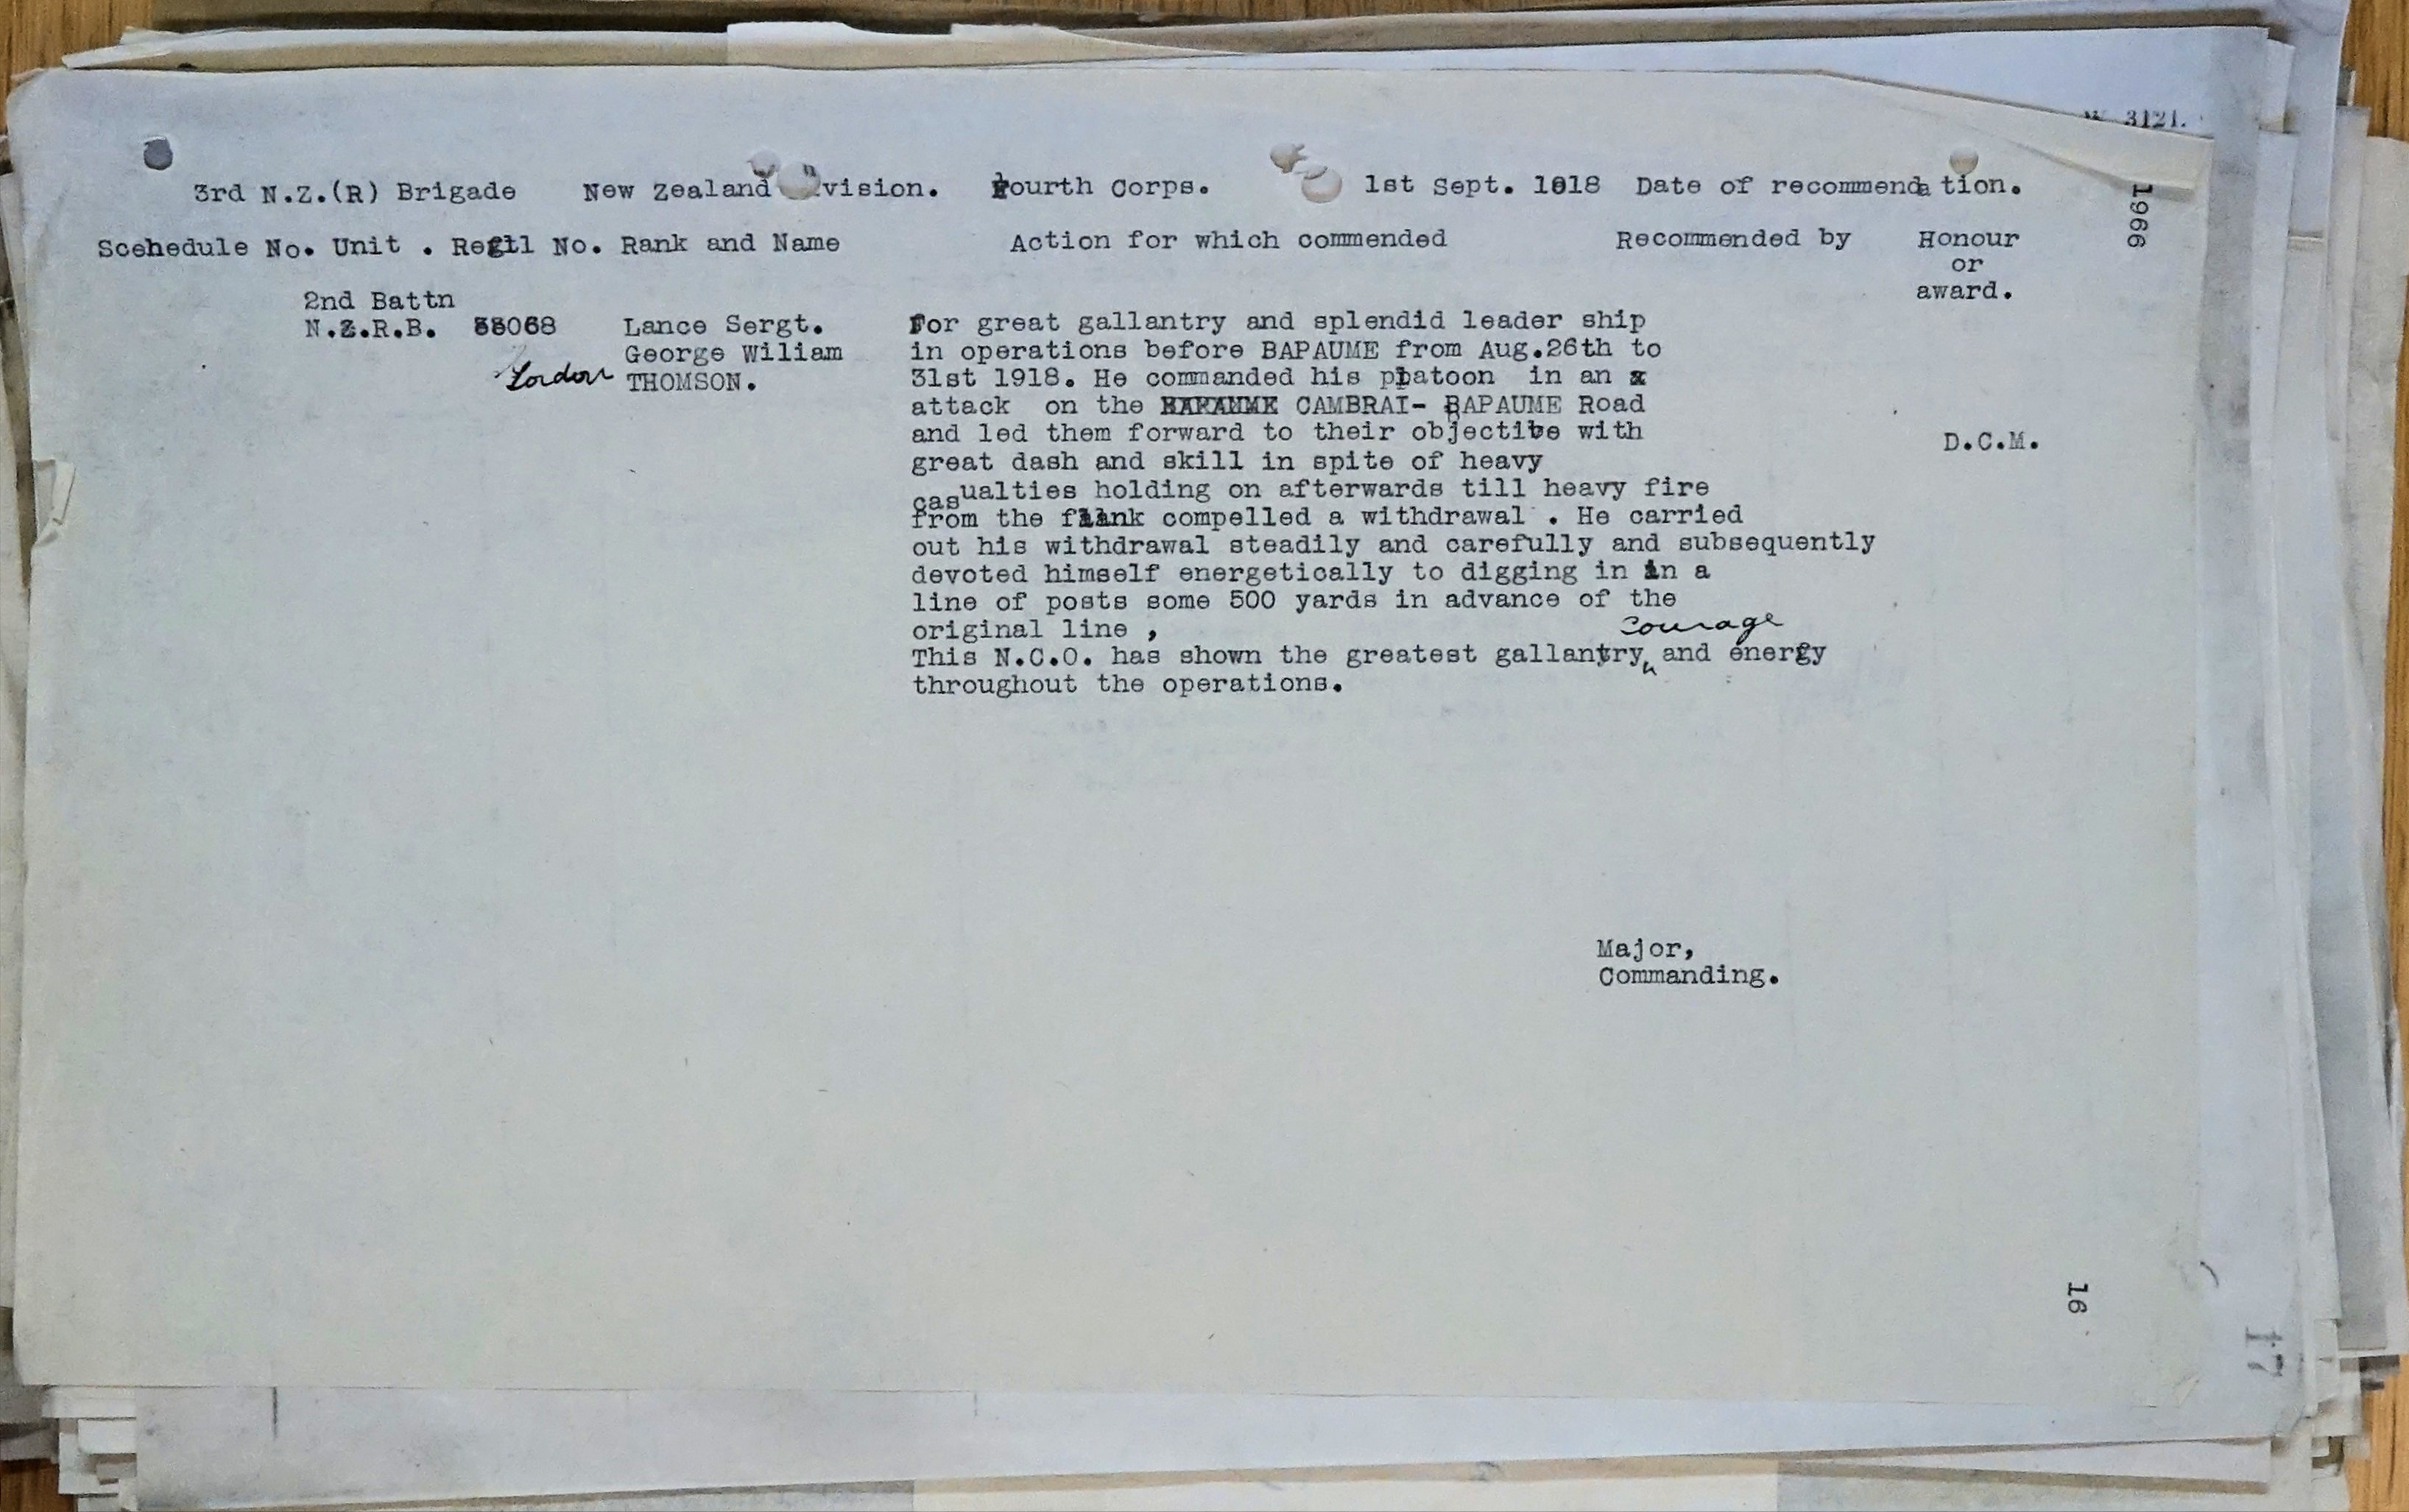 3121.
3rd N.Z.(R) Brigade New Zealand vision. Fourth Corps. 1st Sept. 1918 Date of recommendation.
1966
Scehedule No. Unit . Regtl No. Rank and Name Action for which commended Recommended by Honour
or
award.
2nd Battn
N.Z.R.B. Lance Sergt.
George Wiliam
London THOMSON.
For great gallantry and splendid leader ship
in operations before BAPAUME from Aug.26th to
31st 1918. He commanded his platoon in an x
attack on the BAPAUME CAMBRAI- BAPAUME Road
and led them forward to their objective with
great dash and skill in spite of heavy
casualties holding on afterwards till heavy fire
from the flank compelled a withdrawal . He carried
out his withdrawal steadily and carefully and subsequently
devoted himself energetically to digging in in a
line of posts some 500 yards in advance of the
original line ,
This N.C.O. has shown the greatest gallantry courage and energy
throughout the operations.
D.C.M.
Major,
Commanding.
16
17